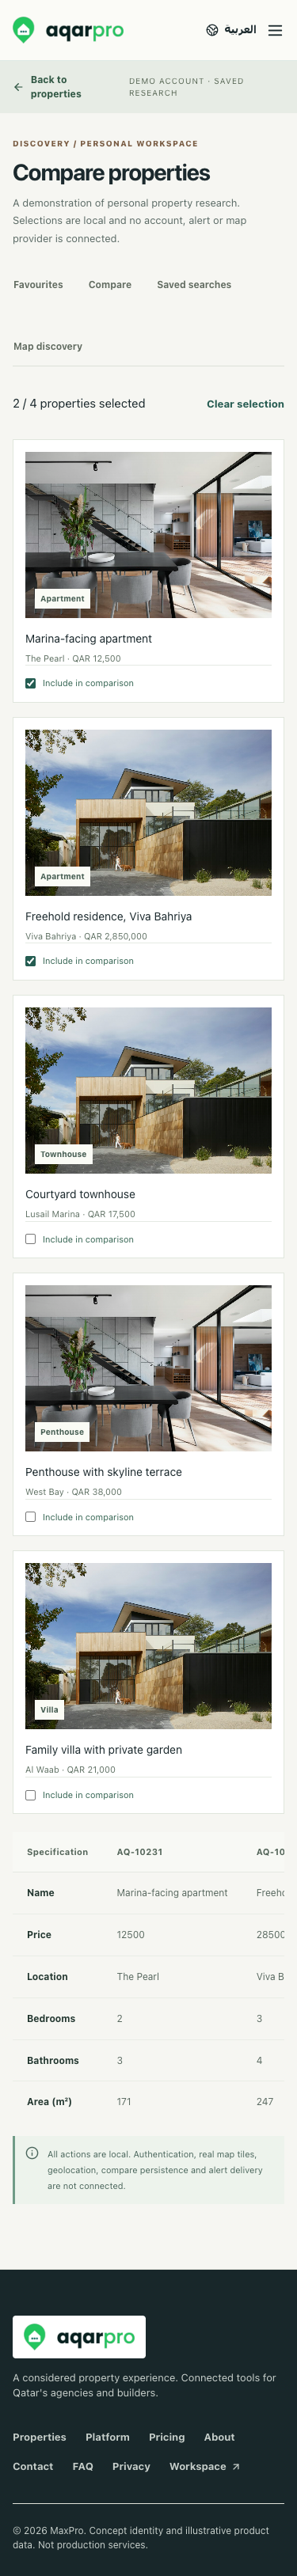 aqarpro
العربية
Back to
properties
DEMO ACCOUNT · SAVED
RESEARCH
DISCOVERY / PERSONAL WORKSPACE
Compare properties
A demonstration of personal property research.
Selections are local and no account, alert or map
provider is connected.
Favourites Compare Saved searches
Map discovery
2 / 4 properties selected Clear selection
Apartment
Marina-facing apartment
The Pearl · QAR 12,500
Include in comparison
Apartment
Freehold residence, Viva Bahriya
Viva Bahriya · QAR 2,850,000
Include in comparison
Townhouse
Courtyard townhouse
Lusail Marina · QAR 17,500
Include in comparison
Penthouse
Penthouse with skyline terrace
West Bay · QAR 38,000
Include in comparison
Villa
Family villa with private garden
Al Waab · QAR 21,000
Include in comparison
Specification AQ-10231 AQ-10
Name Marina-facing apartment Freeho
Price 12500 28500
Location The Pearl Viva B
Bedrooms 2 3
Bathrooms 3 4
Area (m²) 171 247
All actions are local. Authentication, real map tiles,
geolocation, compare persistence and alert delivery
are not connected.
aqarpro
A considered property experience. Connected tools for
Qatar's agencies and builders.
Properties Platform Pricing About
Contact FAQ Privacy Workspace
© 2026 MaxPro. Concept identity and illustrative product
data. Not production services.